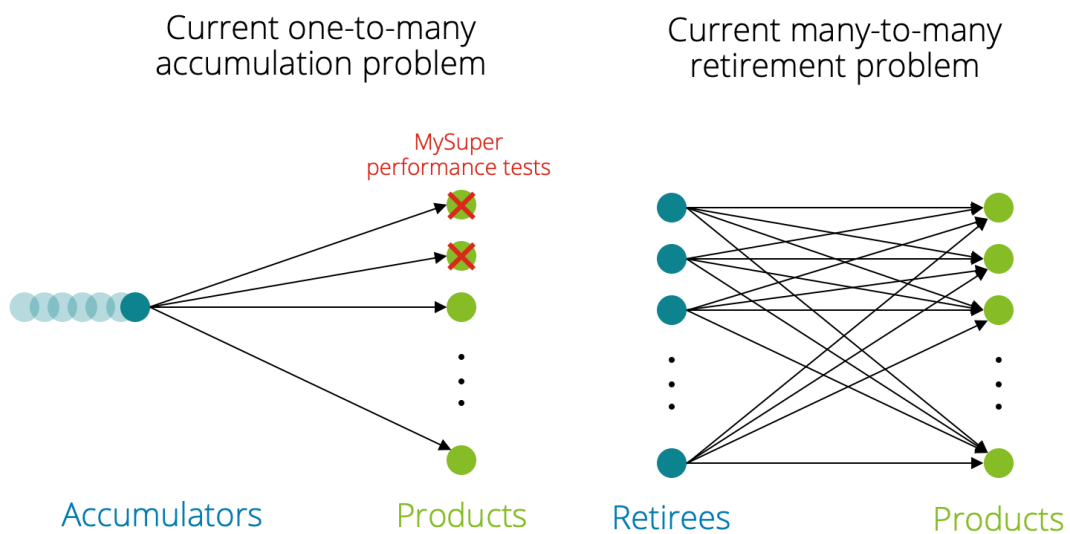 Current one-to-many
accumulation problem
MySuper
performance tests
Accumulators
Products
Current many-to-many
retirement problem
Retirees
Products